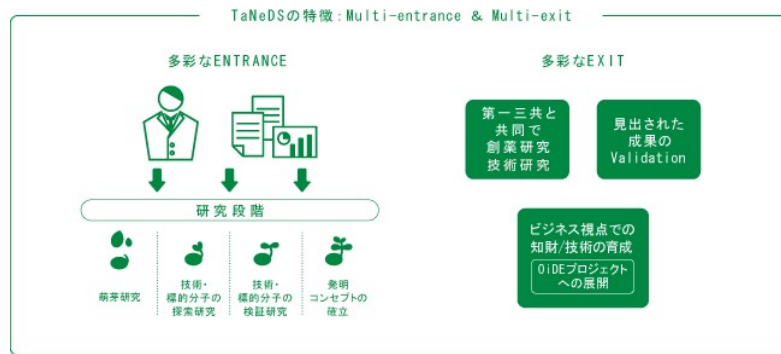 TaNeDSの特徴：Multi-entrance & Multi-exit
多彩なENTRANCE
研究段階
萌芽研究
技術・
標的分子の
探索研究
技術・
標的分子の
検証研究
発明
コンセプトの
確立
多彩なEXIT
第一三共と
共同で
創薬研究
技術研究
見出された
成果の
Validation
ビジネス視点での
知財/技術の育成
OiDEプロジェクト
への展開